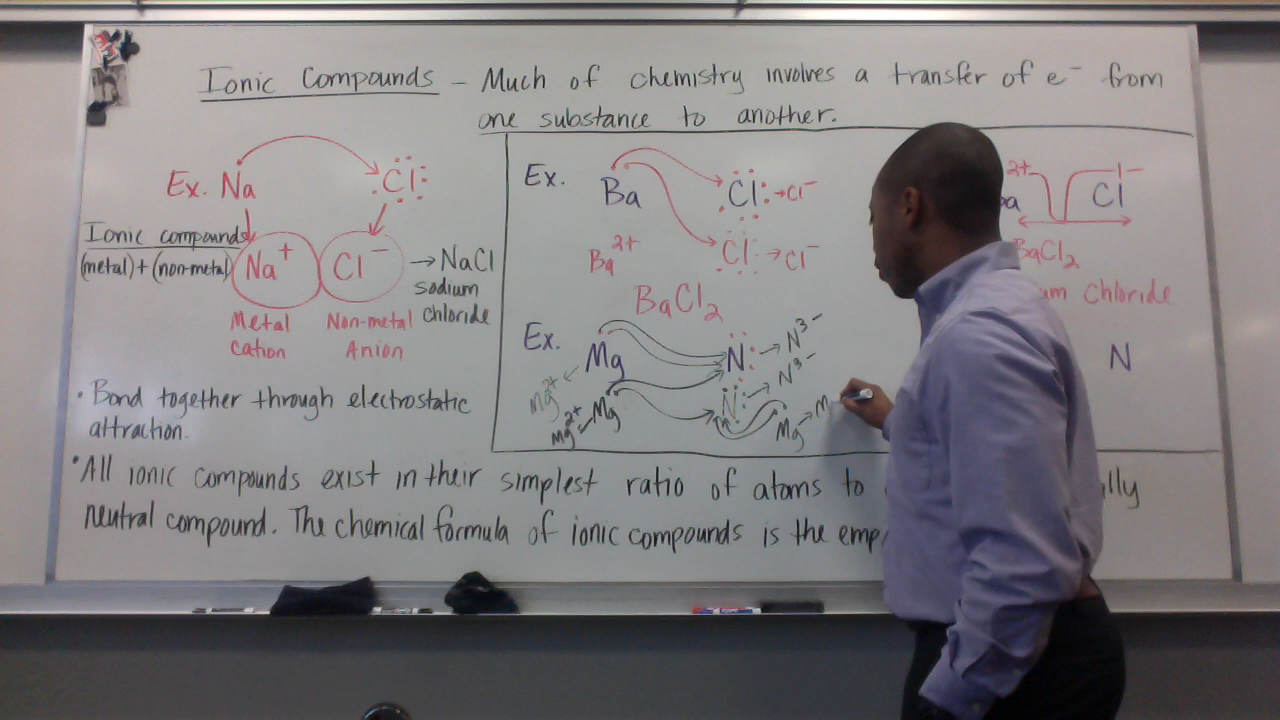 Ionic Compounds – Much of chemistry involves a transfer of e⁻ from
one substance to another.
Ex. Na Cl
Ionic compounds
(metal) + (non-metal)
Na⁺ Cl⁻ → NaCl
sodium
chloride
Metal
Cation
Non-metal
Anion
• Bond together through electrostatic
attraction.
Ex. Ba Cl → Cl⁻
Ba²⁺ Cl → Cl⁻
BaCl₂
Ex. Mg N → N³⁻
Mg²⁺ N → N³⁻
Mg²⁺ ← Mg Mg → M
2+ Cl⁻
BaCl₂
Chloride
N
• All ionic compounds exist in their simplest ratio of atoms to
neutral compound. The chemical formula of ionic compounds is the